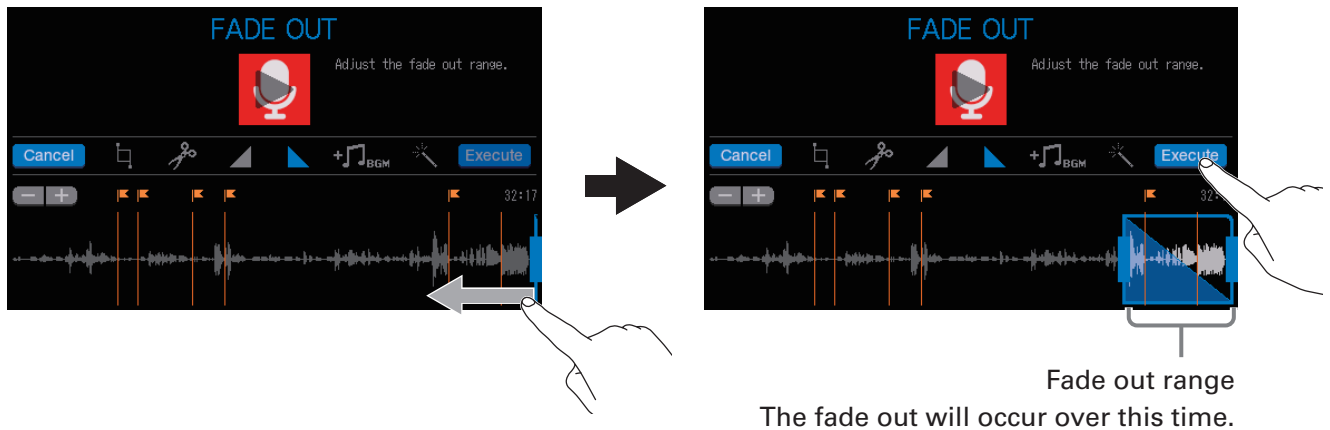 FADE OUT
Adjust the fade out range.
Cancel
+ BGM
Execute
− +
32:17
FADE OUT
Adjust the fade out range.
Cancel
+ BGM
Execute
− +
32:
Fade out range
The fade out will occur over this time.